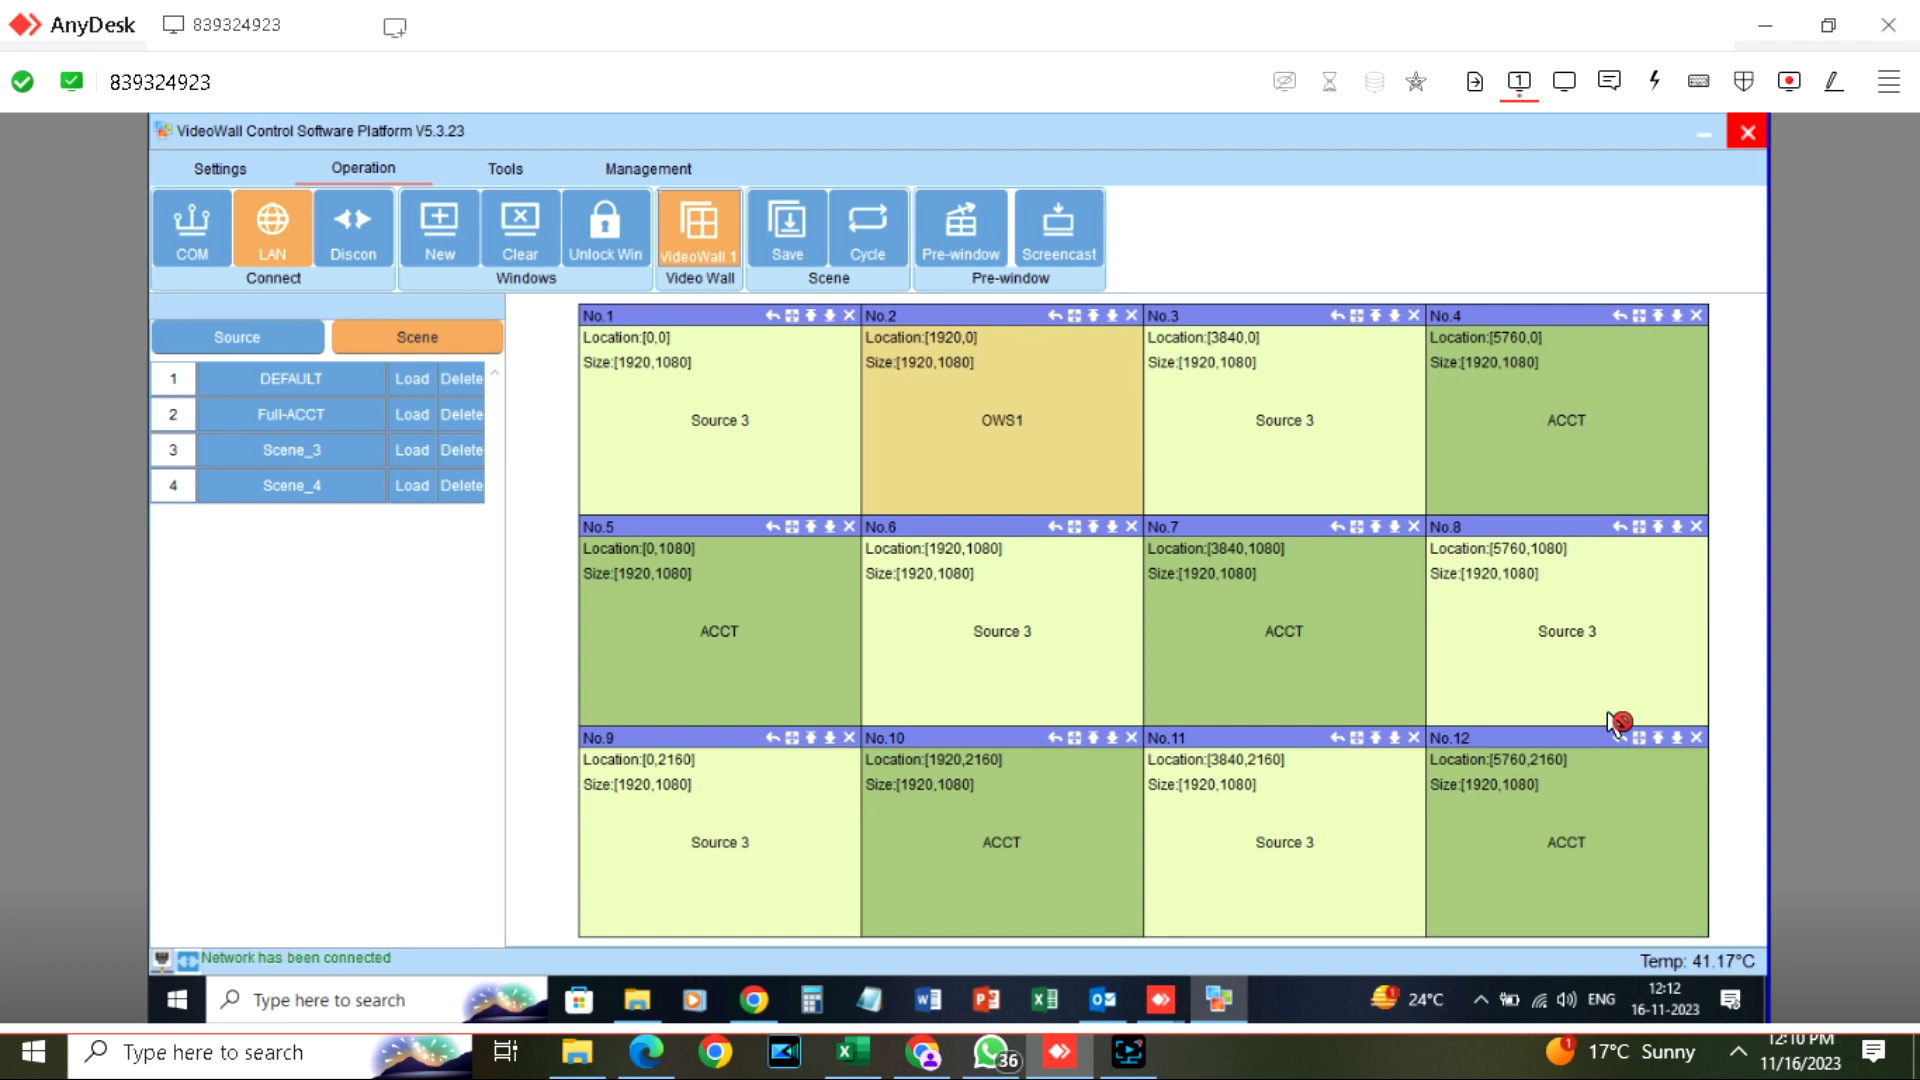 AnyDesk 839324923
839324923
VideoWall Control Software Platform V5.3.23
Settings Operation Tools Management
COM LAN Discon New Clear Unlock Win VideoWall 1 Save Cycle Pre-window Screencast
Connect Windows Video Wall Scene Pre-window
Source Scene
1 DEFAULT Load Delete
2 Full-ACCT Load Delete
3 Scene_3 Load Delete
4 Scene_4 Load Delete
No.1 No.2 No.3 No.4
Location:[0,0] Location:[1920,0] Location:[3840,0] Location:[5760,0]
Size:[1920,1080] Size:[1920,1080] Size:[1920,1080] Size:[1920,1080]
Source 3 OWS1 Source 3 ACCT
No.5 No.6 No.7 No.8
Location:[0,1080] Location:[1920,1080] Location:[3840,1080] Location:[5760,1080]
Size:[1920,1080] Size:[1920,1080] Size:[1920,1080] Size:[1920,1080]
ACCT Source 3 ACCT Source 3
No.9 No.10 No.11 No.12
Location:[0,2160] Location:[1920,2160] Location:[3840,2160] Location:[5760,2160]
Size:[1920,1080] Size:[1920,1080] Size:[1920,1080] Size:[1920,1080]
Source 3 ACCT Source 3 ACCT
Network has been connected Temp: 41.17°C
Type here to search 24°C ENG 12:12
16-11-2023
Type here to search 36 17°C Sunny 12:10 PM
11/16/2023